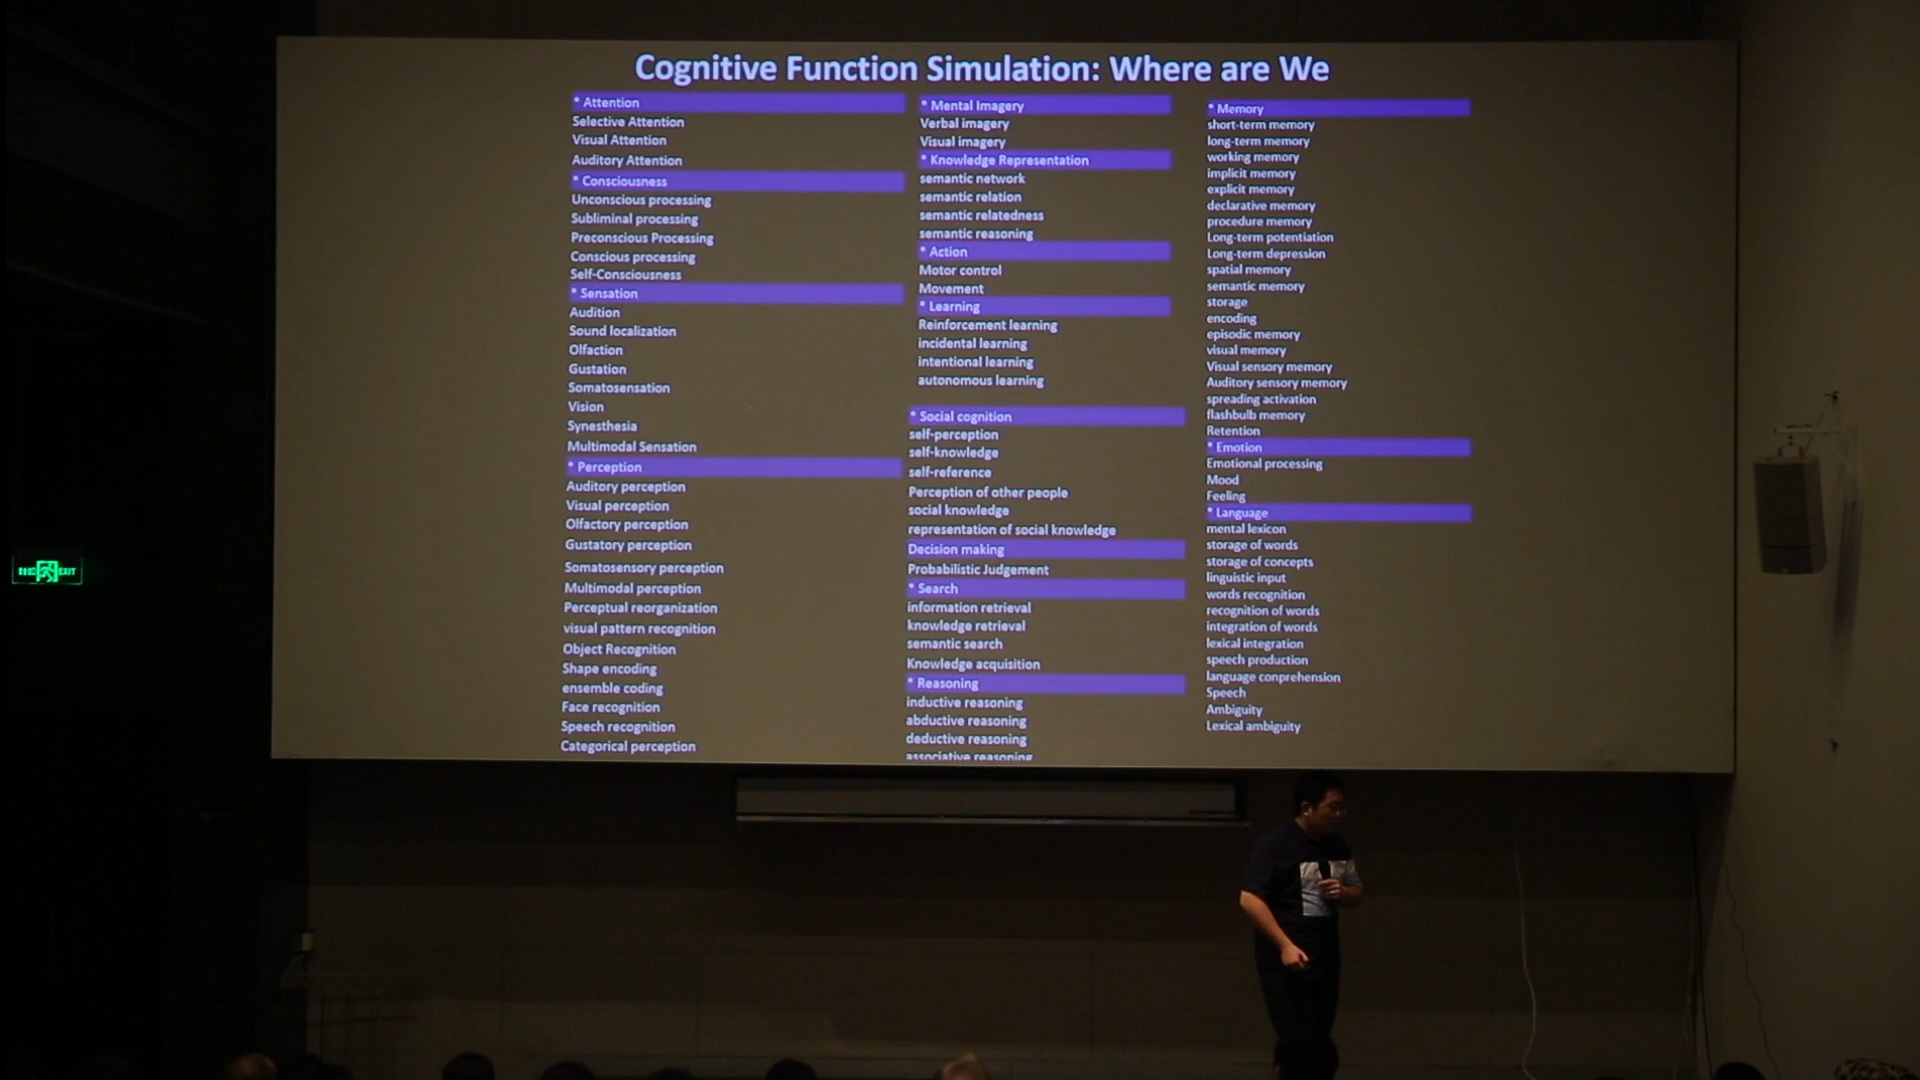 Cognitive Function Simulation: Where are We
* Attention
Selective Attention
Visual Attention
Auditory Attention
* Consciousness
Unconscious processing
Subliminal processing
Preconscious Processing
Conscious processing
Self-Consciousness
* Sensation
Audition
Sound localization
Olfaction
Gustation
Somatosensation
Vision
Synesthesia
Multimodal Sensation
* Perception
Auditory perception
Visual perception
Olfactory perception
Gustatory perception
Somatosensory perception
Multimodal perception
Perceptual reorganization
visual pattern recognition
Object Recognition
Shape encoding
ensemble coding
Face recognition
Speech recognition
Categorical perception
* Mental Imagery
Verbal imagery
Visual imagery
* Knowledge Representation
semantic network
semantic relation
semantic relatedness
semantic reasoning
* Action
Motor control
Movement
* Learning
Reinforcement learning
incidental learning
intentional learning
autonomous learning
* Social cognition
self-perception
self-knowledge
self-reference
Perception of other people
social knowledge
representation of social knowledge
Decision making
Probabilistic Judgement
* Search
information retrieval
knowledge retrieval
semantic search
Knowledge acquisition
* Reasoning
inductive reasoning
abductive reasoning
deductive reasoning
associative reasoning
* Memory
short-term memory
long-term memory
working memory
implicit memory
explicit memory
declarative memory
procedure memory
Long-term potentiation
Long-term depression
spatial memory
semantic memory
storage
encoding
episodic memory
visual memory
Visual sensory memory
Auditory sensory memory
spreading activation
flashbulb memory
Retention
* Emotion
Emotional processing
Mood
Feeling
* Language
mental lexicon
storage of words
storage of concepts
linguistic input
words recognition
recognition of words
integration of words
lexical integration
speech production
language conprehension
Speech
Ambiguity
Lexical ambiguity
EXIT